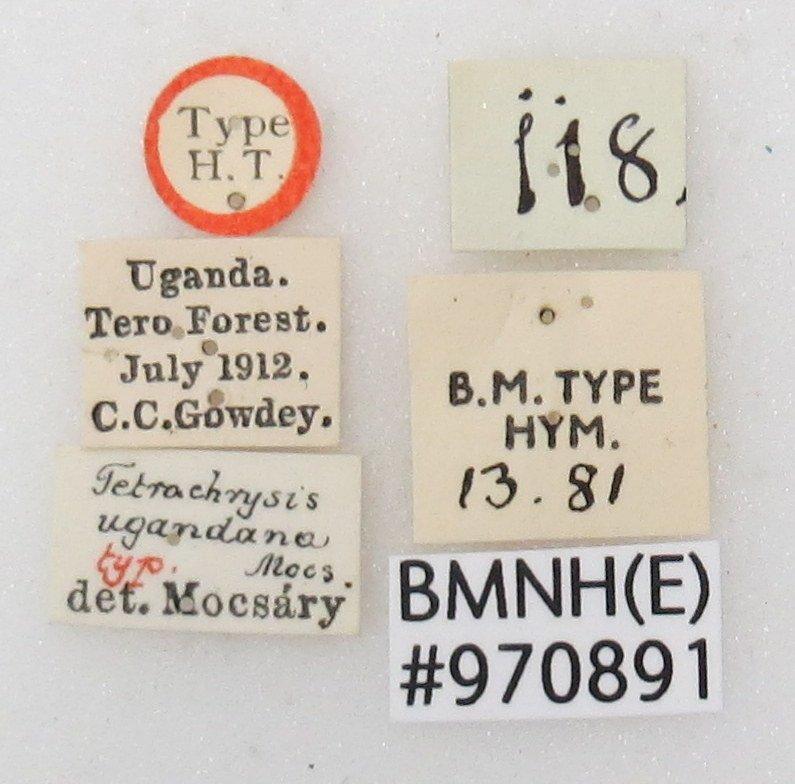 Type
H.T.
Uganda.
Tero Forest.
July 1912.
C.C.Gowdey.
Tetrachrysis
ugandana
typ. Mocs.
det. Mocsáry
118.
B.M. TYPE
HYM.
13.81
BMNH(E)
#970891